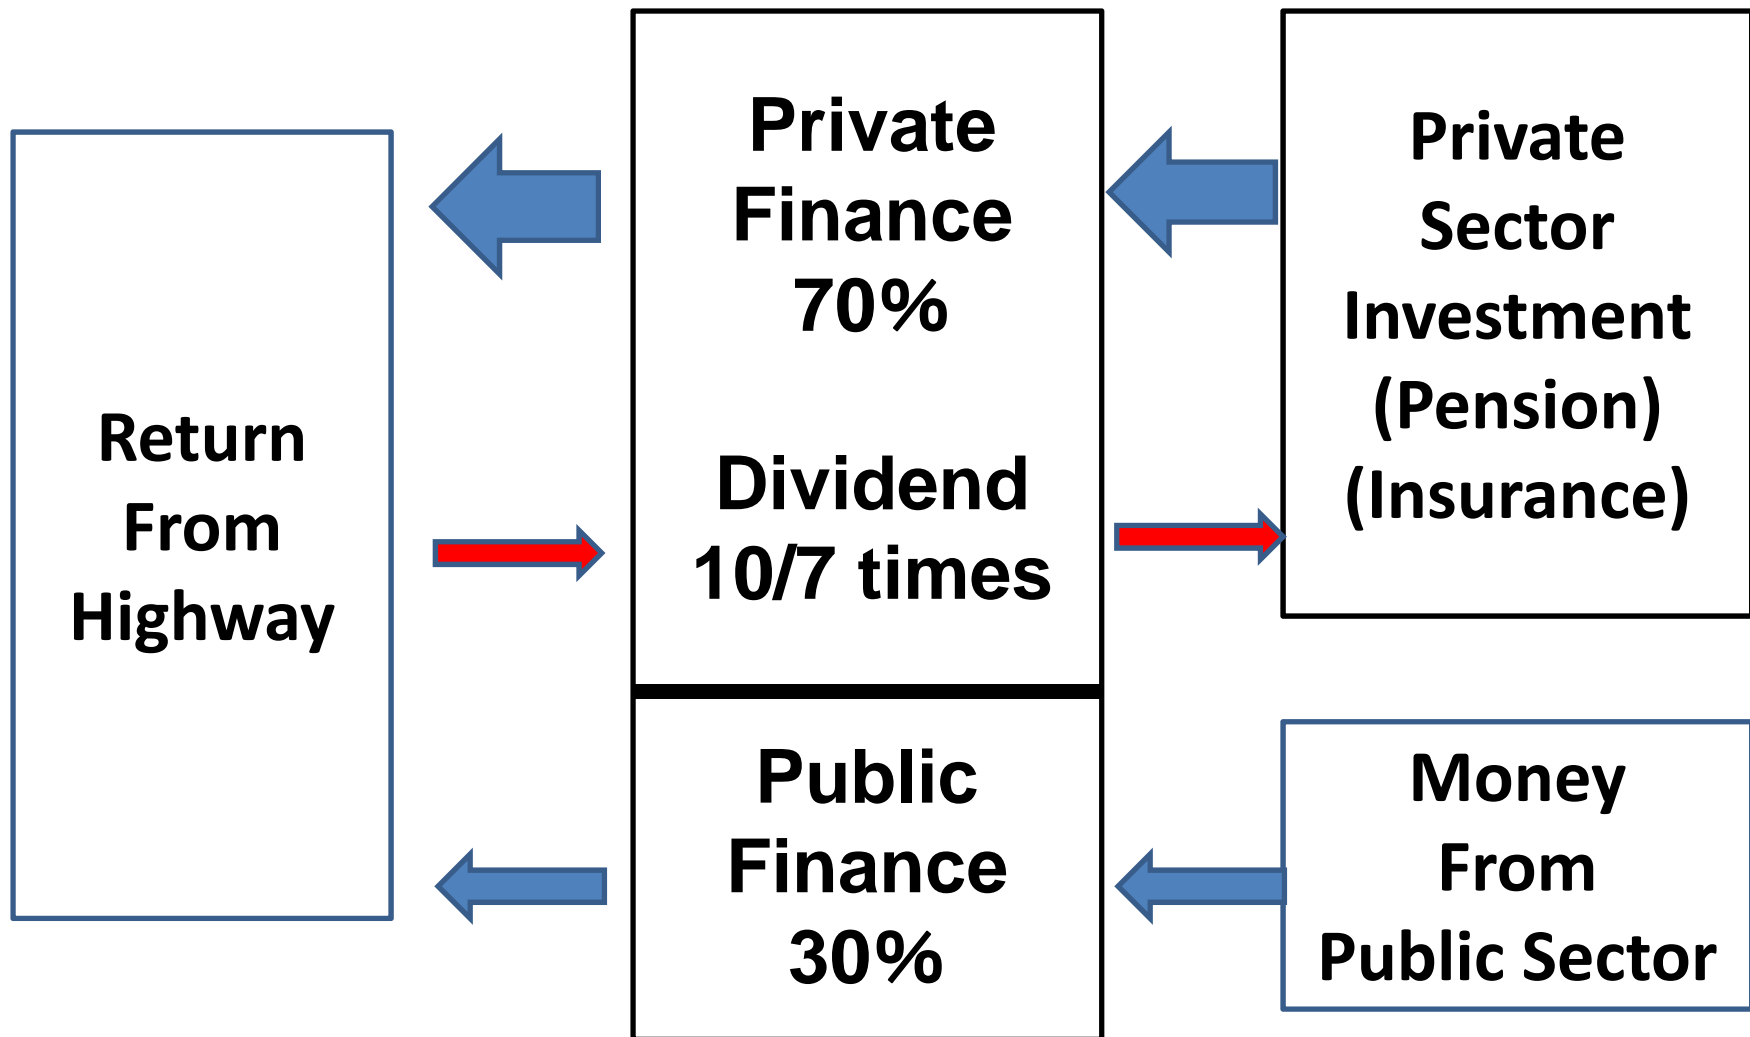 Return
From
Highway
Private
Finance
70%
Dividend
10/7 times
Public
Finance
30%
Private
Sector
Investment
(Pension)
(Insurance)
Money
From
Public Sector